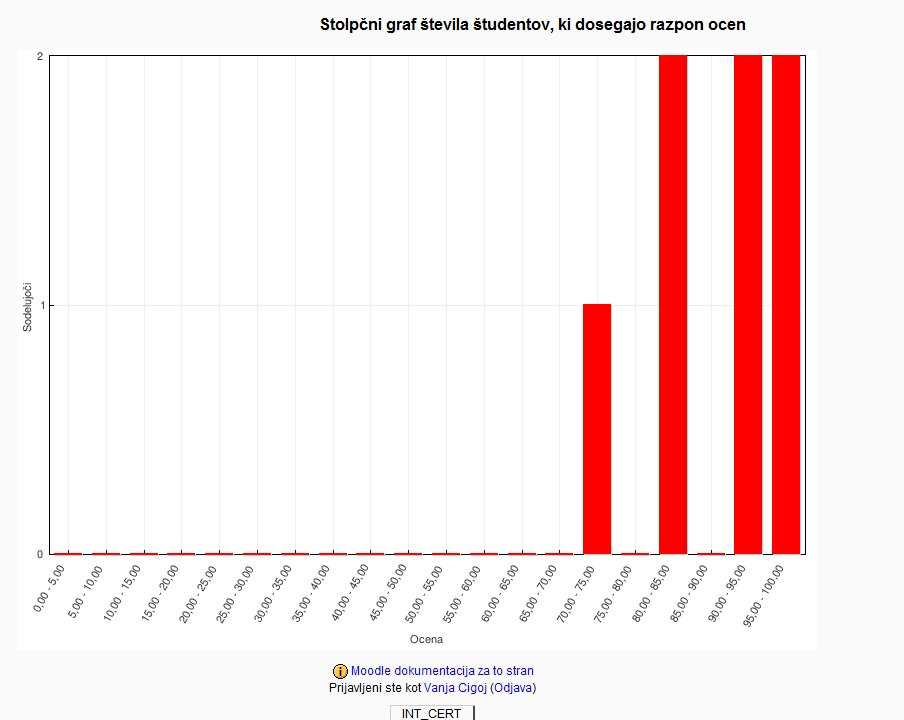 Stolpčni graf števila študentov, ki dosegajo razpon ocen
2
1
0
Sodelujoči
0,00 - 5,00
5,00 - 10,00
10,00 - 15,00
15,00 - 20,00
20,00 - 25,00
25,00 - 30,00
30,00 - 35,00
35,00 - 40,00
40,00 - 45,00
45,00 - 50,00
50,00 - 55,00
55,00 - 60,00
60,00 - 65,00
65,00 - 70,00
70,00 - 75,00
75,00 - 80,00
80,00 - 85,00
85,00 - 90,00
90,00 - 95,00
95,00 - 100,00
Ocena
Moodle dokumentacija za to stran
Prijavljeni ste kot Vanja Cigoj (Odjava)
INT_CERT